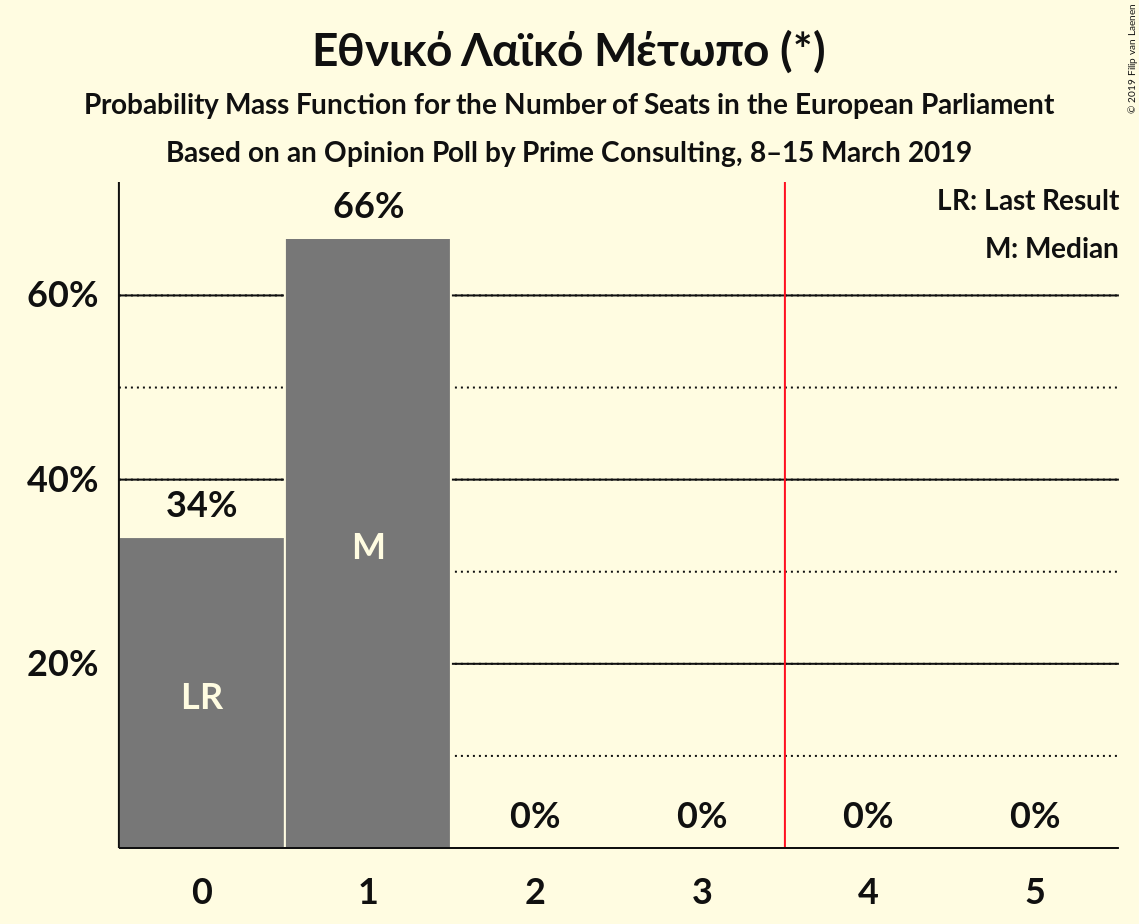 Εθνικό Λαϊκό Μέτωπο (*)
Probability Mass Function for the Number of Seats in the European Parliament
Based on an Opinion Poll by Prime Consulting, 8–15 March 2019
© 2019 Filip van Laenen
LR: Last Result
M: Median
66%
60%
40%
34%
M
20%
LR
0% 0% 0% 0%
0 1 2 3 4 5